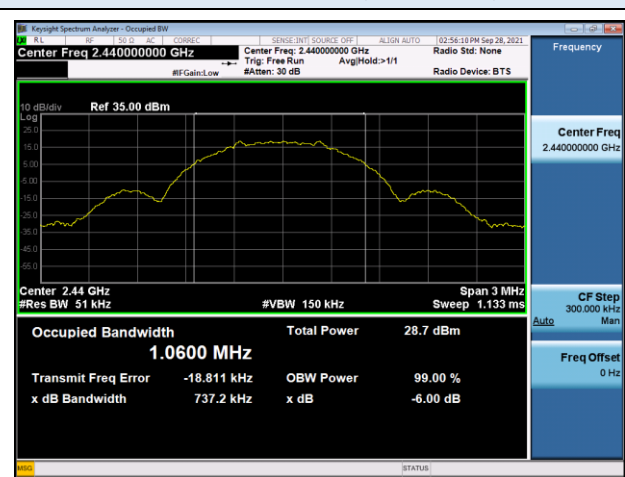 Keysight Spectrum Analyzer - Occupied BW
RL RF 50 Ω AC CORREC SENSE:INT SOURCE OFF ALIGN AUTO 02:56:10 PM Sep 28, 2021
Center Freq 2.440000000 GHz
Center Freq: 2.440000000 GHz
Radio Std: None
Trig: Free Run Avg|Hold:>1/1
#IFGain:Low #Atten: 30 dB Radio Device: BTS
Frequency
10 dB/div Ref 35.00 dBm
Log
25.0
15.0
5.00
-5.00
-15.0
-25.0
-35.0
-45.0
-55.0
Center 2.44 GHz Span 3 MHz
#Res BW 51 kHz #VBW 150 kHz Sweep 1.133 ms
Occupied Bandwidth Total Power 28.7 dBm
1.0600 MHz
Transmit Freq Error -18.811 kHz OBW Power 99.00 %
x dB Bandwidth 737.2 kHz x dB -6.00 dB
Center Freq
2.440000000 GHz
CF Step
300.000 kHz
Auto Man
Freq Offset
0 Hz
MSG STATUS